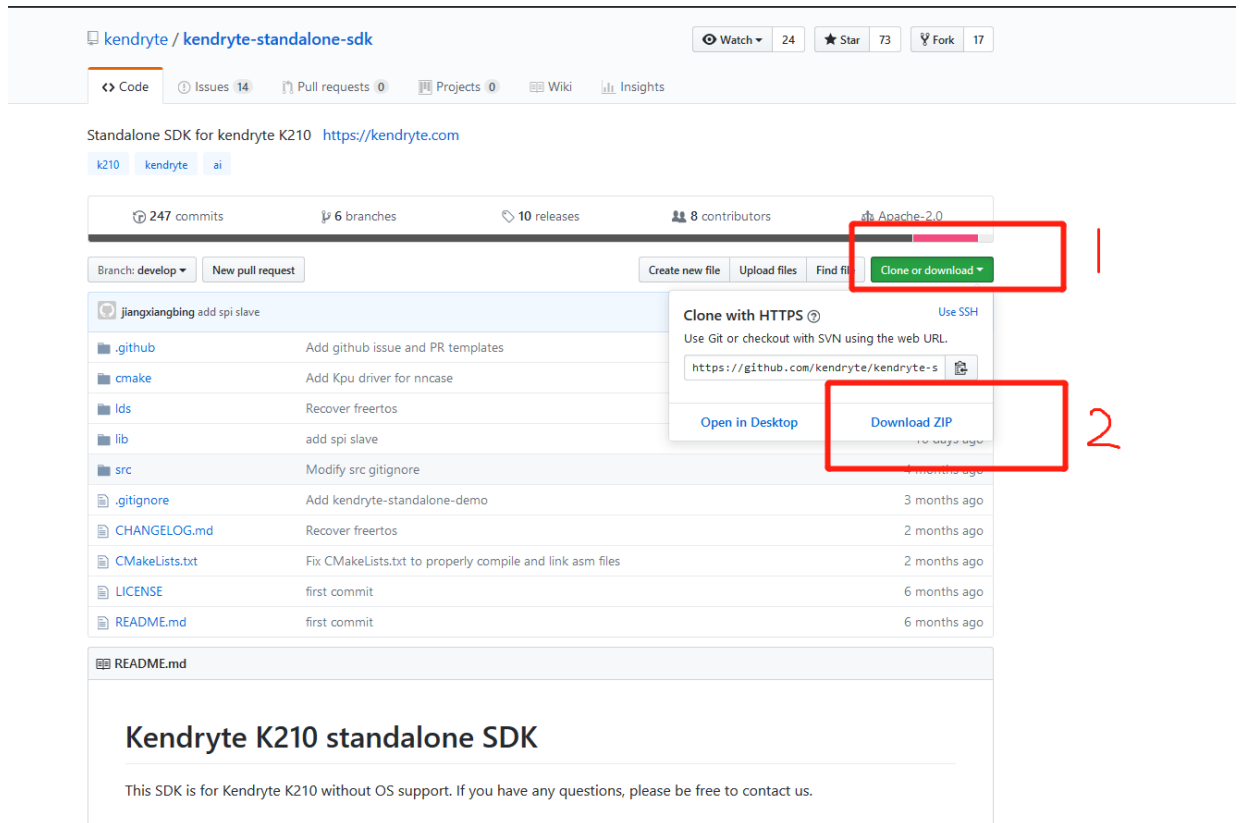 kendryte / kendryte-standalone-sdk Watch 24 Star 73 Fork 17
Code Issues 14 Pull requests 0 Projects 0 Wiki Insights
Standalone SDK for kendryte K210 https://kendryte.com
k210 kendryte ai
247 commits 6 branches 10 releases 8 contributors Apache-2.0
1
Branch: develop New pull request Create new file Upload files Find Clone or download
jiangxiangbing add spi slave
Clone with HTTPS Use SSH
Use Git or checkout with SVN using the web URL.
https://github.com/kendryte/kendryte-s
Open in Desktop Download ZIP
2
.github Add github issue and PR templates
cmake Add Kpu driver for nncase
lds Recover freertos
lib add spi slave days ago
src Modify src gitignore 4 months ago
.gitignore Add kendryte-standalone-demo 3 months ago
CHANGELOG.md Recover freertos 2 months ago
CMakeLists.txt Fix CMakeLists.txt to properly compile and link asm files 2 months ago
LICENSE first commit 6 months ago
README.md first commit 6 months ago
README.md
Kendryte K210 standalone SDK
This SDK is for Kendryte K210 without OS support. If you have any questions, please be free to contact us.